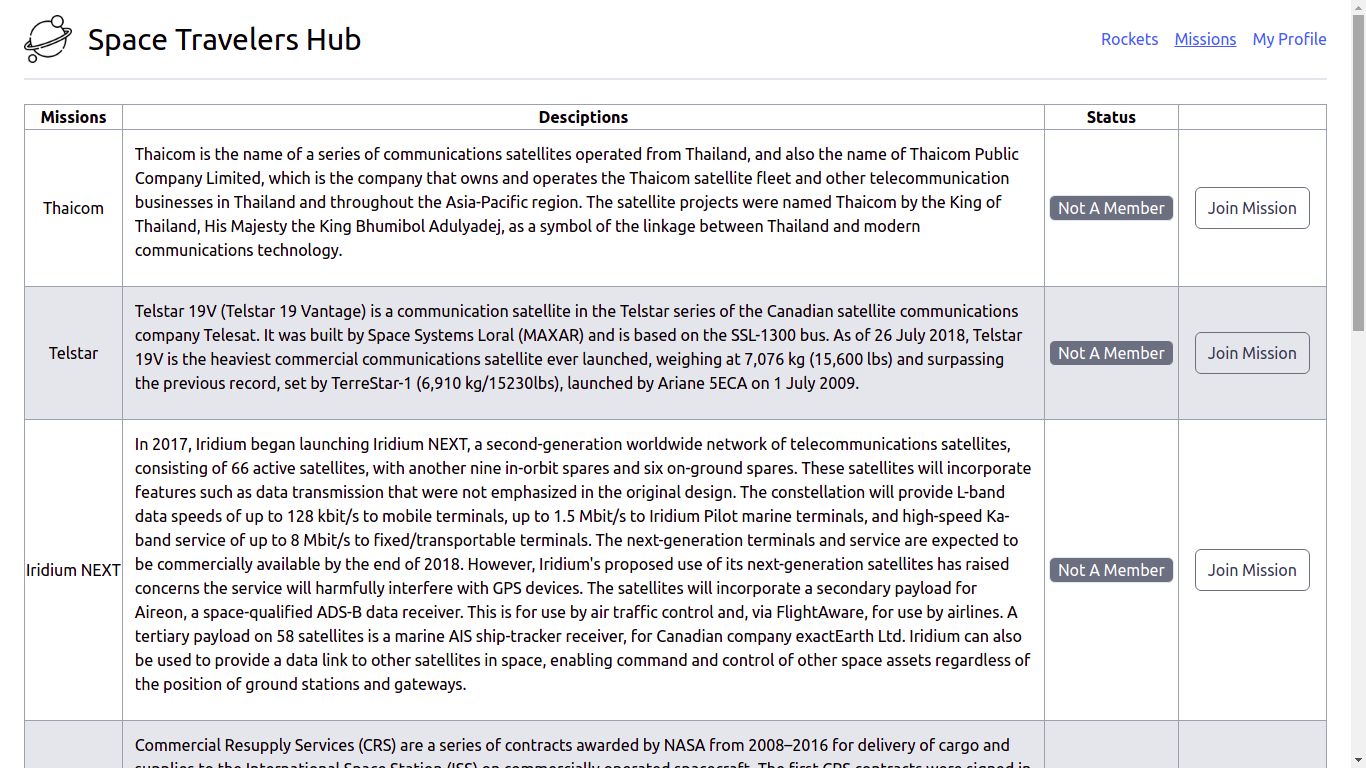 Space Travelers Hub
Rockets Missions My Profile
Missions Desciptions Status
Thaicom
Thaicom is the name of a series of communications satellites operated from Thailand, and also the name of Thaicom Public
Company Limited, which is the company that owns and operates the Thaicom satellite fleet and other telecommunication
businesses in Thailand and throughout the Asia-Pacific region. The satellite projects were named Thaicom by the King of
Thailand, His Majesty the King Bhumibol Adulyadej, as a symbol of the linkage between Thailand and modern
communications technology.
Not A Member
Join Mission
Telstar
Telstar 19V (Telstar 19 Vantage) is a communication satellite in the Telstar series of the Canadian satellite communications
company Telesat. It was built by Space Systems Loral (MAXAR) and is based on the SSL-1300 bus. As of 26 July 2018, Telstar
19V is the heaviest commercial communications satellite ever launched, weighing at 7,076 kg (15,600 lbs) and surpassing
the previous record, set by TerreStar-1 (6,910 kg/15230lbs), launched by Ariane 5ECA on 1 July 2009.
Not A Member
Join Mission
Iridium NEXT
In 2017, Iridium began launching Iridium NEXT, a second-generation worldwide network of telecommunications satellites,
consisting of 66 active satellites, with another nine in-orbit spares and six on-ground spares. These satellites will incorporate
features such as data transmission that were not emphasized in the original design. The constellation will provide L-band
data speeds of up to 128 kbit/s to mobile terminals, up to 1.5 Mbit/s to Iridium Pilot marine terminals, and high-speed Ka-
band service of up to 8 Mbit/s to fixed/transportable terminals. The next-generation terminals and service are expected to
be commercially available by the end of 2018. However, Iridium's proposed use of its next-generation satellites has raised
concerns the service will harmfully interfere with GPS devices. The satellites will incorporate a secondary payload for
Aireon, a space-qualified ADS-B data receiver. This is for use by air traffic control and, via FlightAware, for use by airlines. A
tertiary payload on 58 satellites is a marine AIS ship-tracker receiver, for Canadian company exactEarth Ltd. Iridium can also
be used to provide a data link to other satellites in space, enabling command and control of other space assets regardless of
the position of ground stations and gateways.
Not A Member
Join Mission
Commercial Resupply Services (CRS) are a series of contracts awarded by NASA from 2008–2016 for delivery of cargo and
supplies to the International Space Station (ISS) on commercially operated spacecraft. The first CRS contracts were signed in